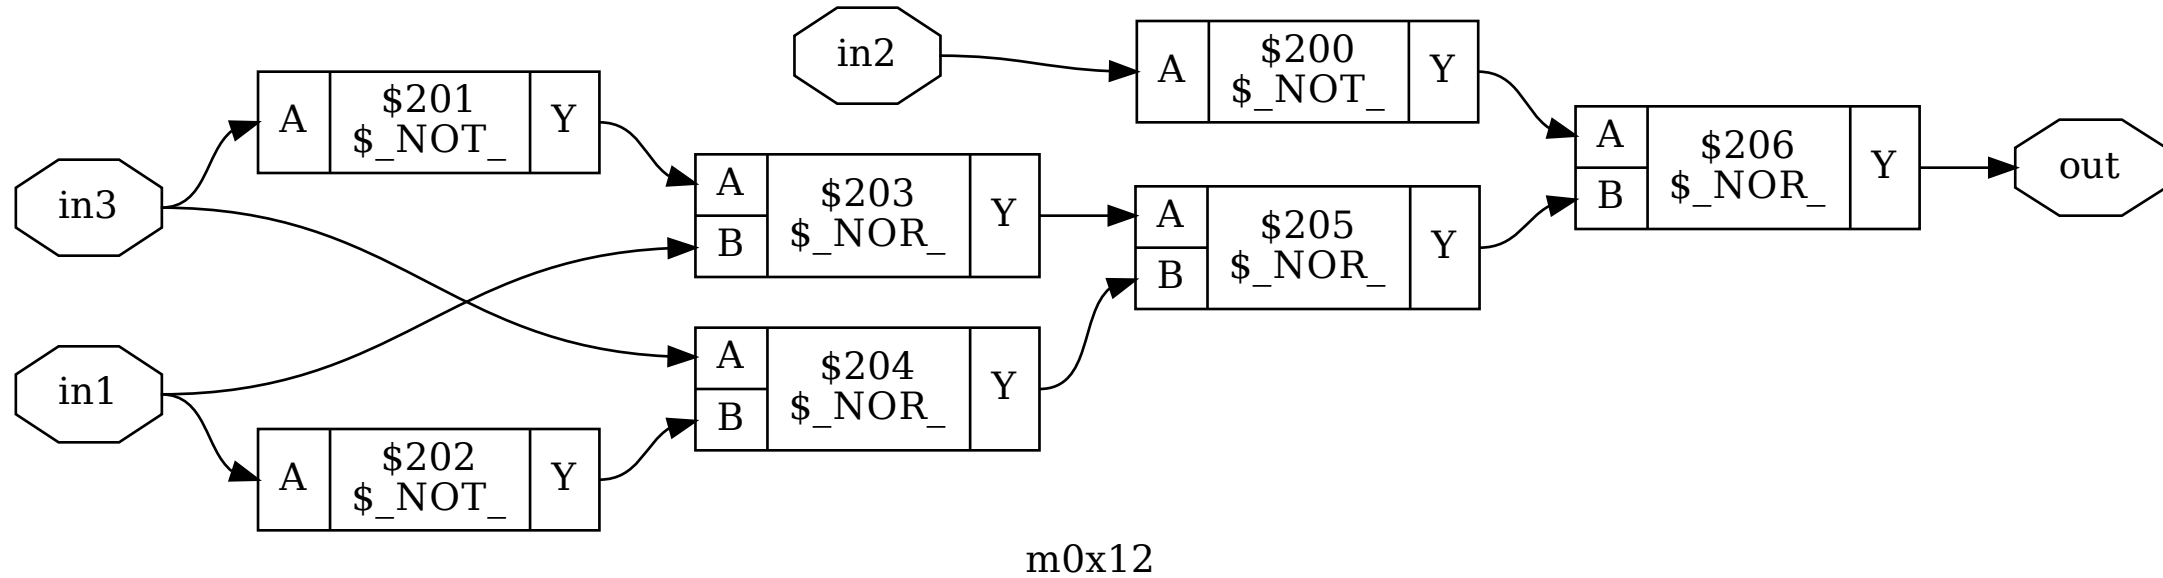 in2
A
$200
$_NOT_
Y
A
$201
$_NOT_
Y
in3
A
B
$203
$_NOR_
Y
A
B
$206
$_NOR_
Y
out
A
B
$205
$_NOR_
Y
in1
A
B
$204
$_NOR_
Y
A
$202
$_NOT_
Y
m0x12